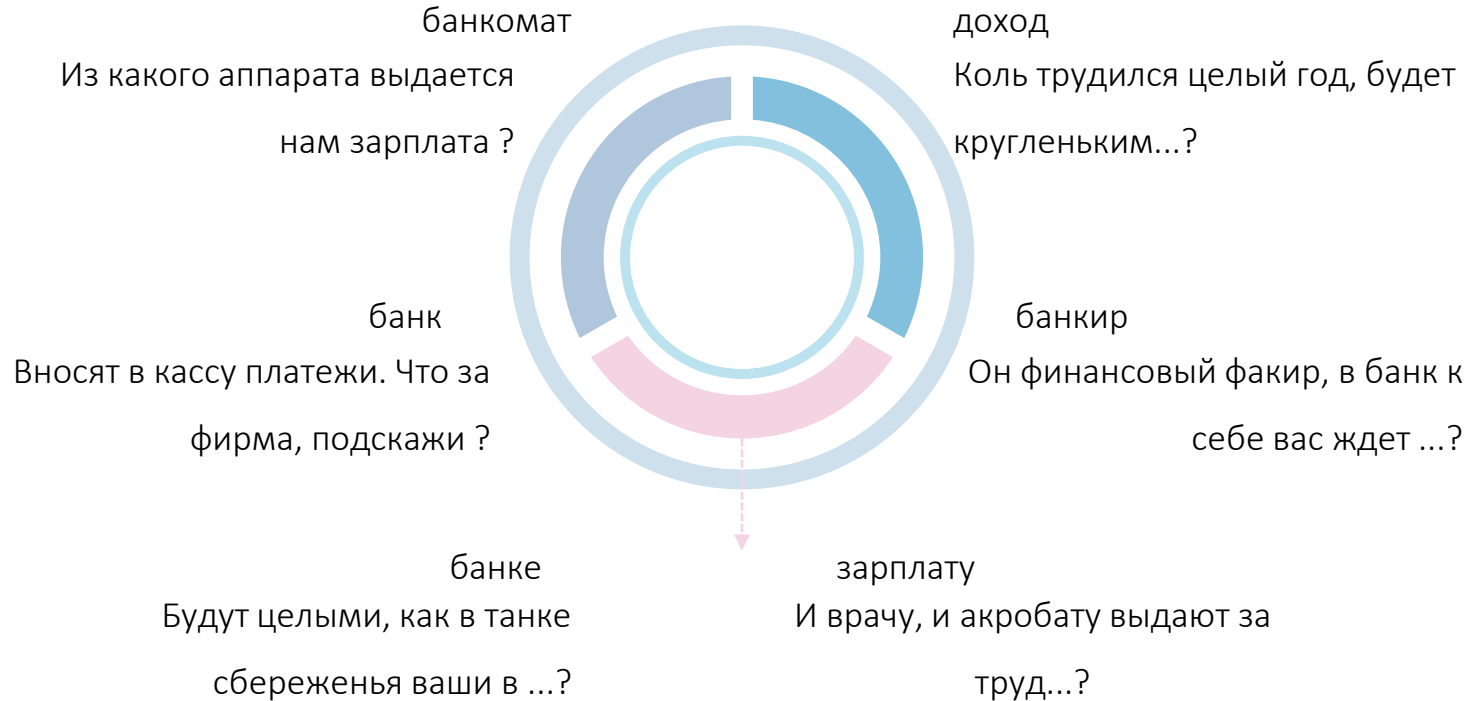 банкомат
Из какого аппарата выдается
нам зарплата ?
доход
Коль трудился целый год, будет
кругленьким...?
банк
Вносят в кассу платежи. Что за
фирма, подскажи ?
банкир
Он финансовый факир, в банк к
себе вас ждет ...?
банке
Будут целыми, как в танке
сбереженья ваши в ...?
зарплату
И врачу, и акробату выдают за
труд...?